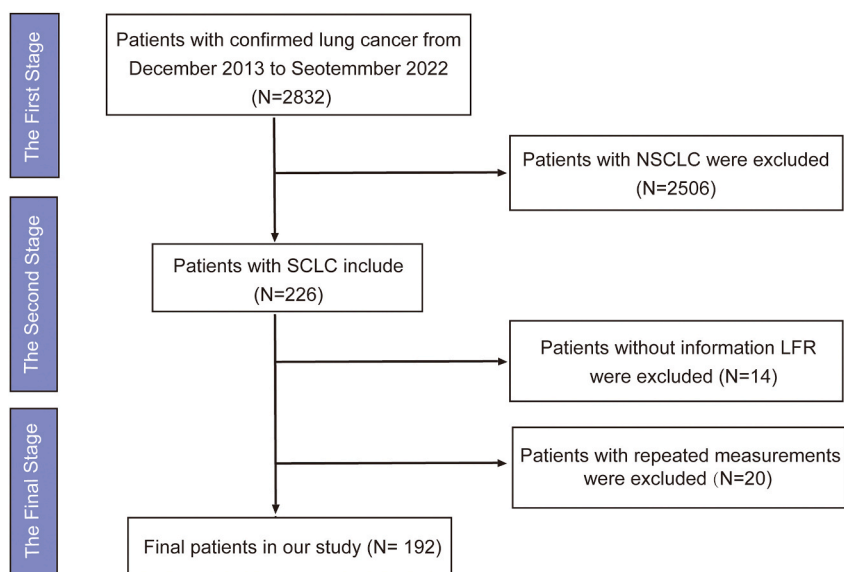 The First Stage
Patients with confirmed lung cancer from
December 2013 to Seotemmber 2022
(N=2832)
Patients with NSCLC were excluded
(N=2506)
The Second Stage
Patients with SCLC include
(N=226)
Patients without information LFR
were excluded (N=14)
The Final Stage
Patients with repeated measurements
were excluded（N=20)
Final patients in our study (N= 192)